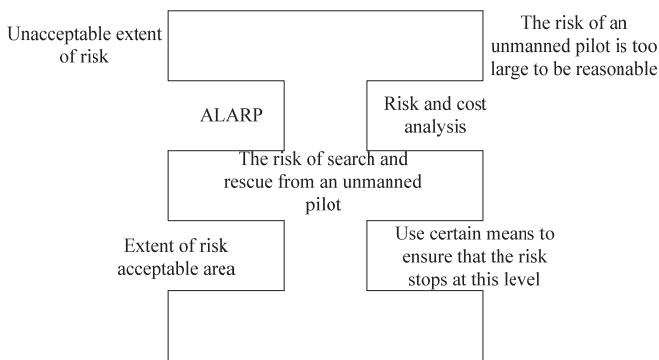 Unacceptable extent
of risk
The risk of an
unmanned pilot is too
large to be reasonable
ALARP
Risk and cost
analysis
The risk of search and
rescue from an unmanned
pilot
Extent of risk
acceptable area
Use certain means to
ensure that the risk
stops at this level